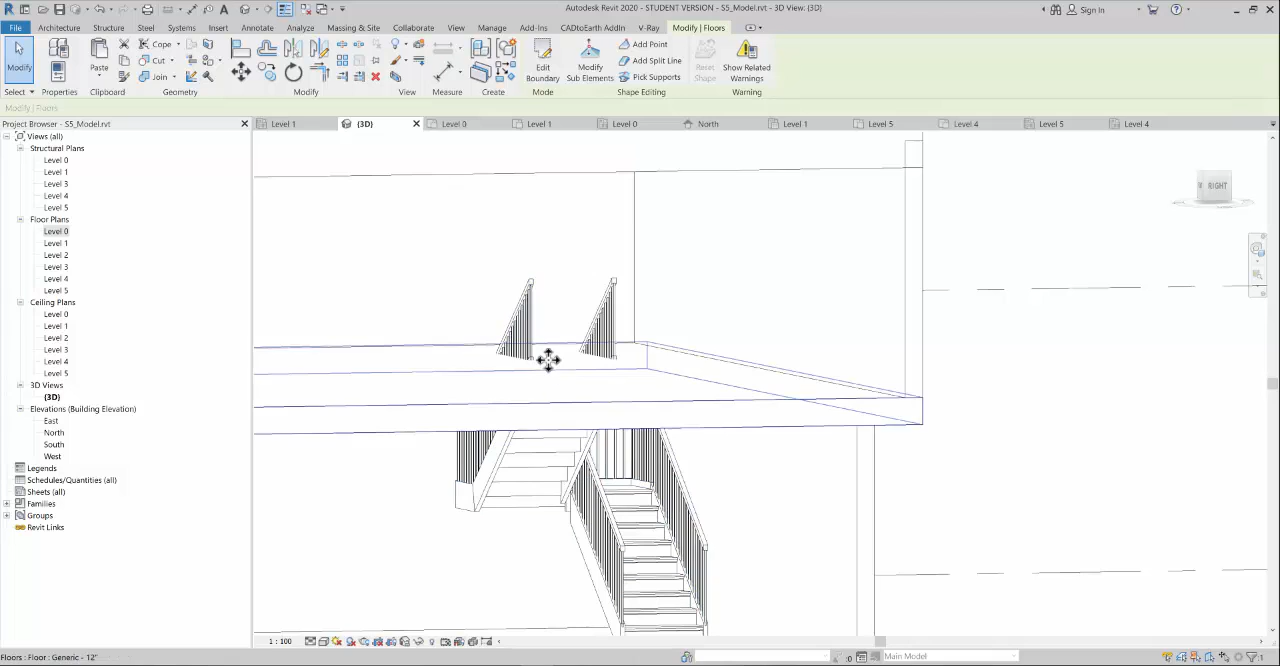 Autodesk Revit 2020 - STUDENT VERSION - S5_Model.rvt - 3D View: {3D}
Sign In
File Architecture Structure Steel Systems Insert Annotate Analyze Massing & Site Collaborate View Manage Add-Ins CADtoEarth AddIn V-Ray Modify | Floors
Modify
Paste
Cope
Cut
Join
Edit Boundary
Modify Sub Elements
Add Point
Add Split Line
Pick Supports
Reset Shape
Show Related Warnings
Select Properties Clipboard Geometry Modify View Measure Create Mode Shape Editing Warning
Modify | Floors
Project Browser - S5_Model.rvt
Level 1 {3D} Level 0 Level 1 Level 0 North Level 1 Level 5 Level 4 Level 5 Level 4
Views (all)
Structural Plans
Level 0
Level 1
Level 3
Level 4
Level 5
Floor Plans
Level 0
Level 1
Level 2
Level 3
Level 4
Level 5
Ceiling Plans
Level 0
Level 1
Level 2
Level 3
Level 4
Level 5
3D Views
{3D}
Elevations (Building Elevation)
East
North
South
West
Legends
Schedules/Quantities (all)
Sheets (all)
Families
Groups
Revit Links
RIGHT
1 : 100
Floors : Floor : Generic - 12"
:0
Main Model
:1